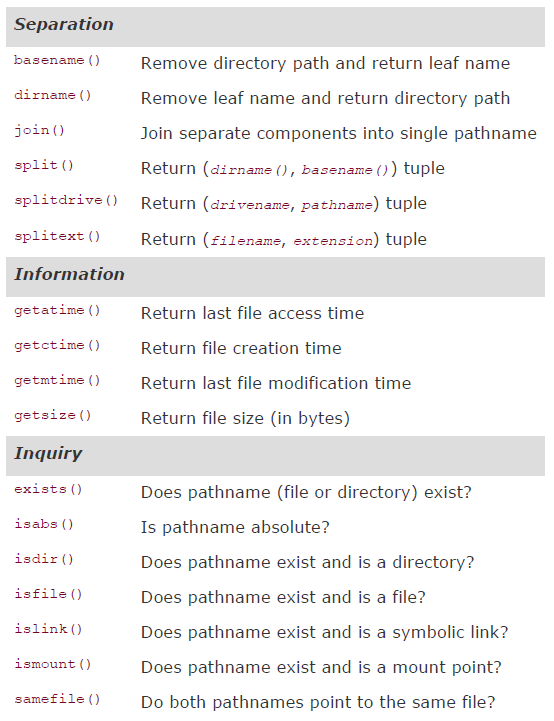 Separation
basename() Remove directory path and return leaf name
dirname() Remove leaf name and return directory path
join() Join separate components into single pathname
split() Return (dirname(), basename()) tuple
splitdrive() Return (drivename, pathname) tuple
splitext() Return (filename, extension) tuple
Information
getatime() Return last file access time
getctime() Return file creation time
getmtime() Return last file modification time
getsize() Return file size (in bytes)
Inquiry
exists() Does pathname (file or directory) exist?
isabs() Is pathname absolute?
isdir() Does pathname exist and is a directory?
isfile() Does pathname exist and is a file?
islink() Does pathname exist and is a symbolic link?
ismount() Does pathname exist and is a mount point?
samefile() Do both pathnames point to the same file?